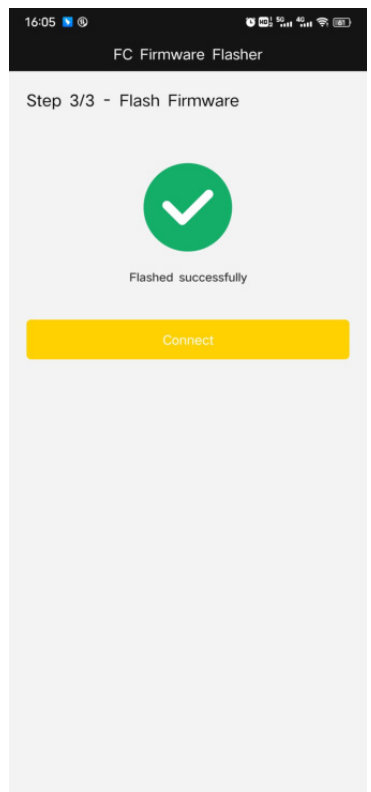 16:05
FC Firmware Flasher
Step 3/3 - Flash Firmware
Flashed successfully
Connect